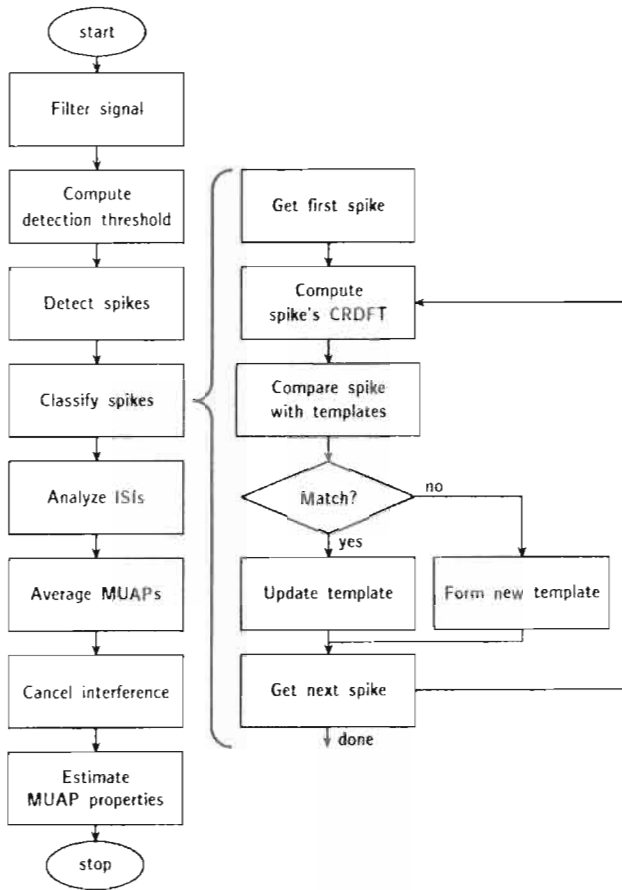 start
Filter signal
Compute
detection threshold
Detect spikes
Classify spikes
Analyze ISIs
Average MUAPs
Cancel interference
Estimate
MUAP properties
stop
Get first spike
Compute
spike's CRDFT
Compare spike
with templates
Match?
no
yes
Update template
Form new template
Get next spike
done